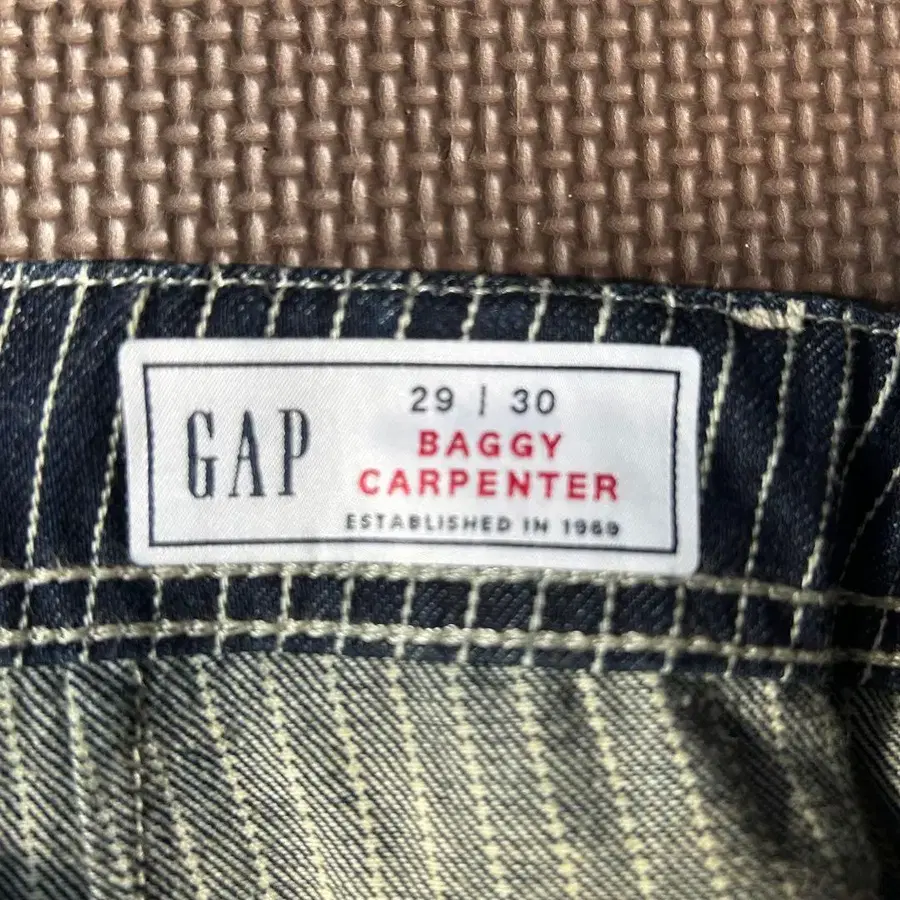 GAP
29 | 30
BAGGY
CARPENTER
ESTABLISHED IN 1969